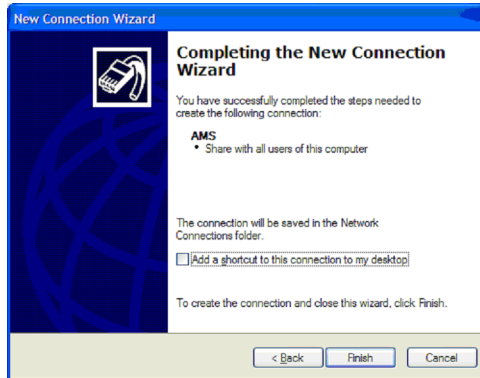 New Connection Wizard
Completing the New Connection
Wizard
You have successfully completed the steps needed to
create the following connection:
AMS
• Share with all users of this computer
The connection will be saved in the Network
Connections folder.
Add a shortcut to this connection to my desktop
To create the connection and close this wizard, click Finish.
< Back Finish Cancel